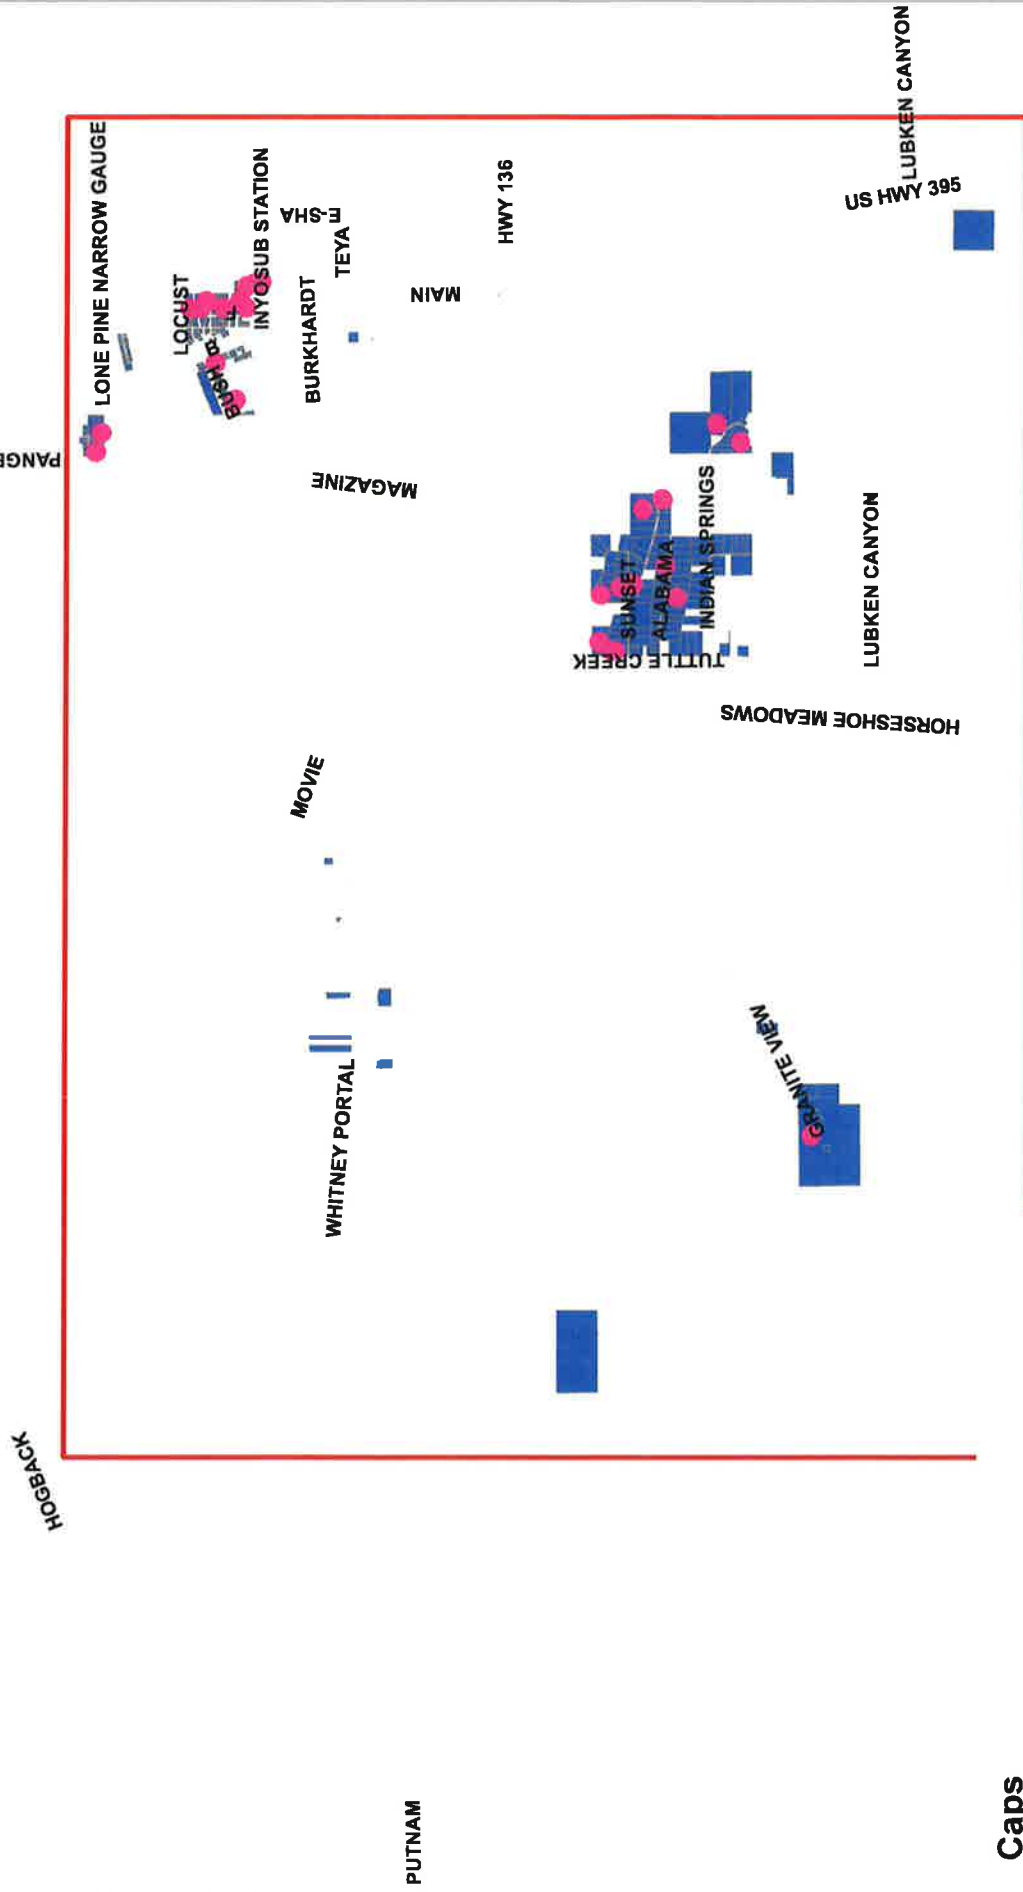 LUBKEN CANYON
LONE PINE NARROW GAUGE
INYOSUB STATION
E-SHA
HWY 136
US HWY 395
TEYA
LOCUST
MAIN
BURKHARDT
BUSH
MAGAZINE
INDIAN SPRINGS
LUBKEN CANYON
SUNSET
ALABAMA
TUTTLE CREEK
HORSESHOE MEADOWS
MOVIE
GRANITE VIEW
WHITNEY PORTAL
HOGBACK
PUTNAM
Caps